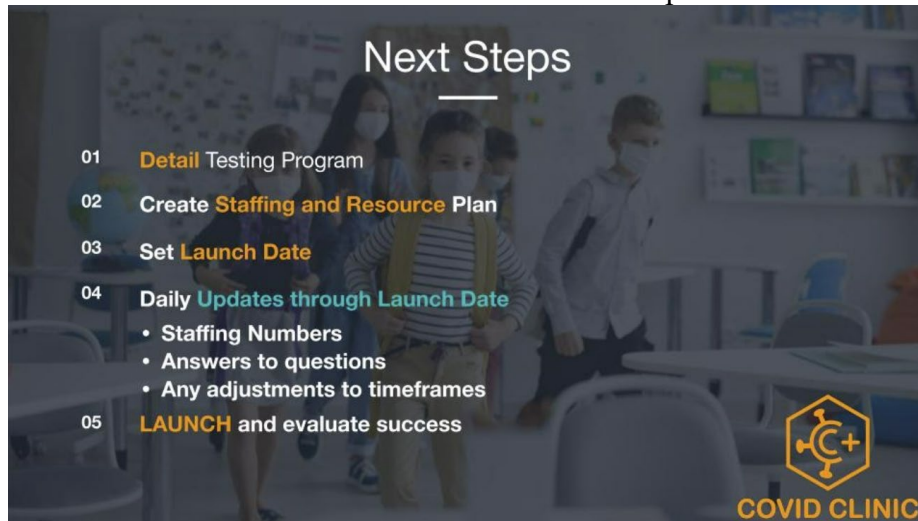 Next Steps
01 Detail Testing Program
02 Create Staffing and Resource Plan
03 Set Launch Date
04 Daily Updates through Launch Date
• Staffing Numbers
• Answers to questions
• Any adjustments to timeframes
05 LAUNCH and evaluate success
COVID CLINIC